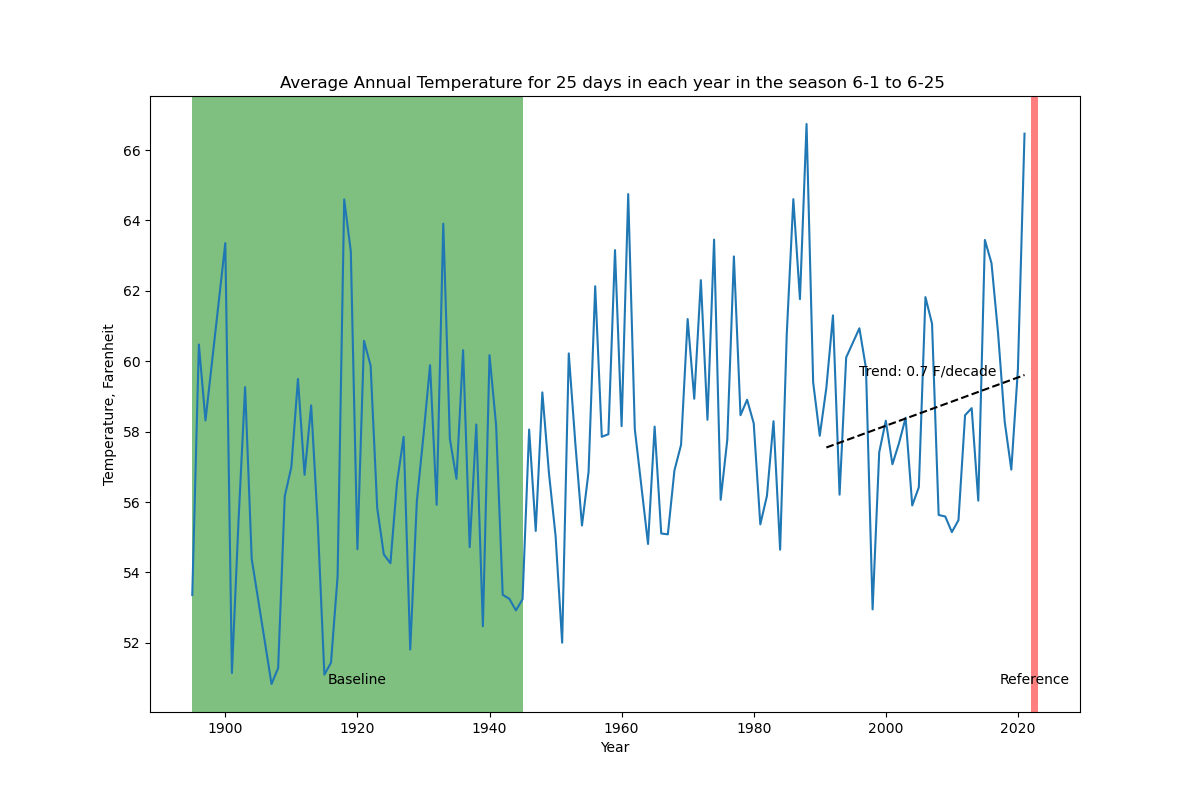 Average Annual Temperature for 25 days in each year in the season 6-1 to 6-25
Temperature, Farenheit
66
64
62
60
58
56
54
52
Trend: 0.7 F/decade
Baseline
Reference
1900
1920
1940
1960
1980
2000
2020
Year